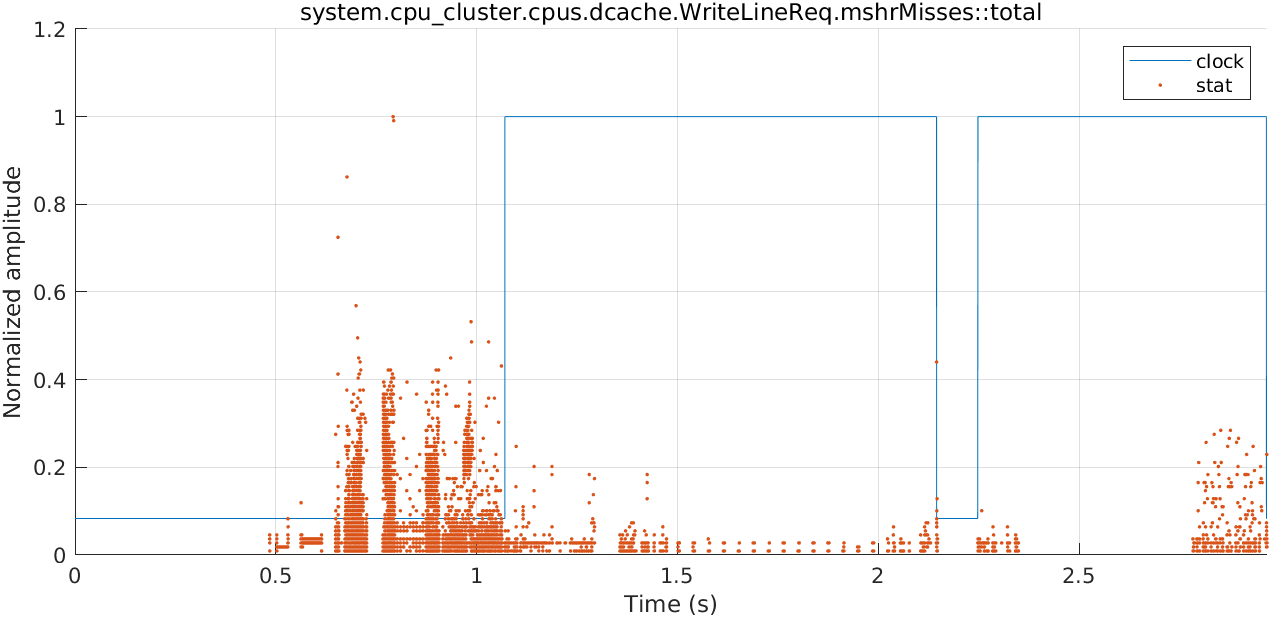 system.cpu_cluster.cpus.dcache.WriteLineReq.mshrMisses::total
1.2
1
0.8
0.6
0.4
0.2
0
Normalized amplitude
clock
stat
0 0.5 1 1.5 2 2.5
Time (s)